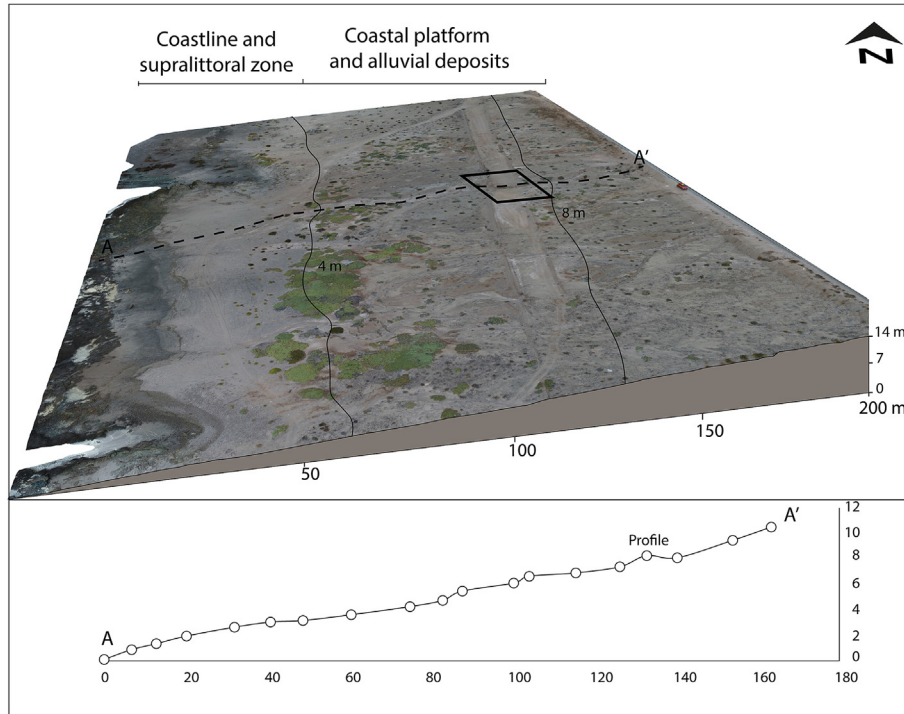 Coastline and
supralittoral zone
Coastal platform
and alluvial deposits
N
A'
A
8 m
4 m
14 m
7
0
200 m
150
100
50
12
A'
10
Profile
8
6
4
A
2
0
0 20 40 60 80 100 120 140 160 180